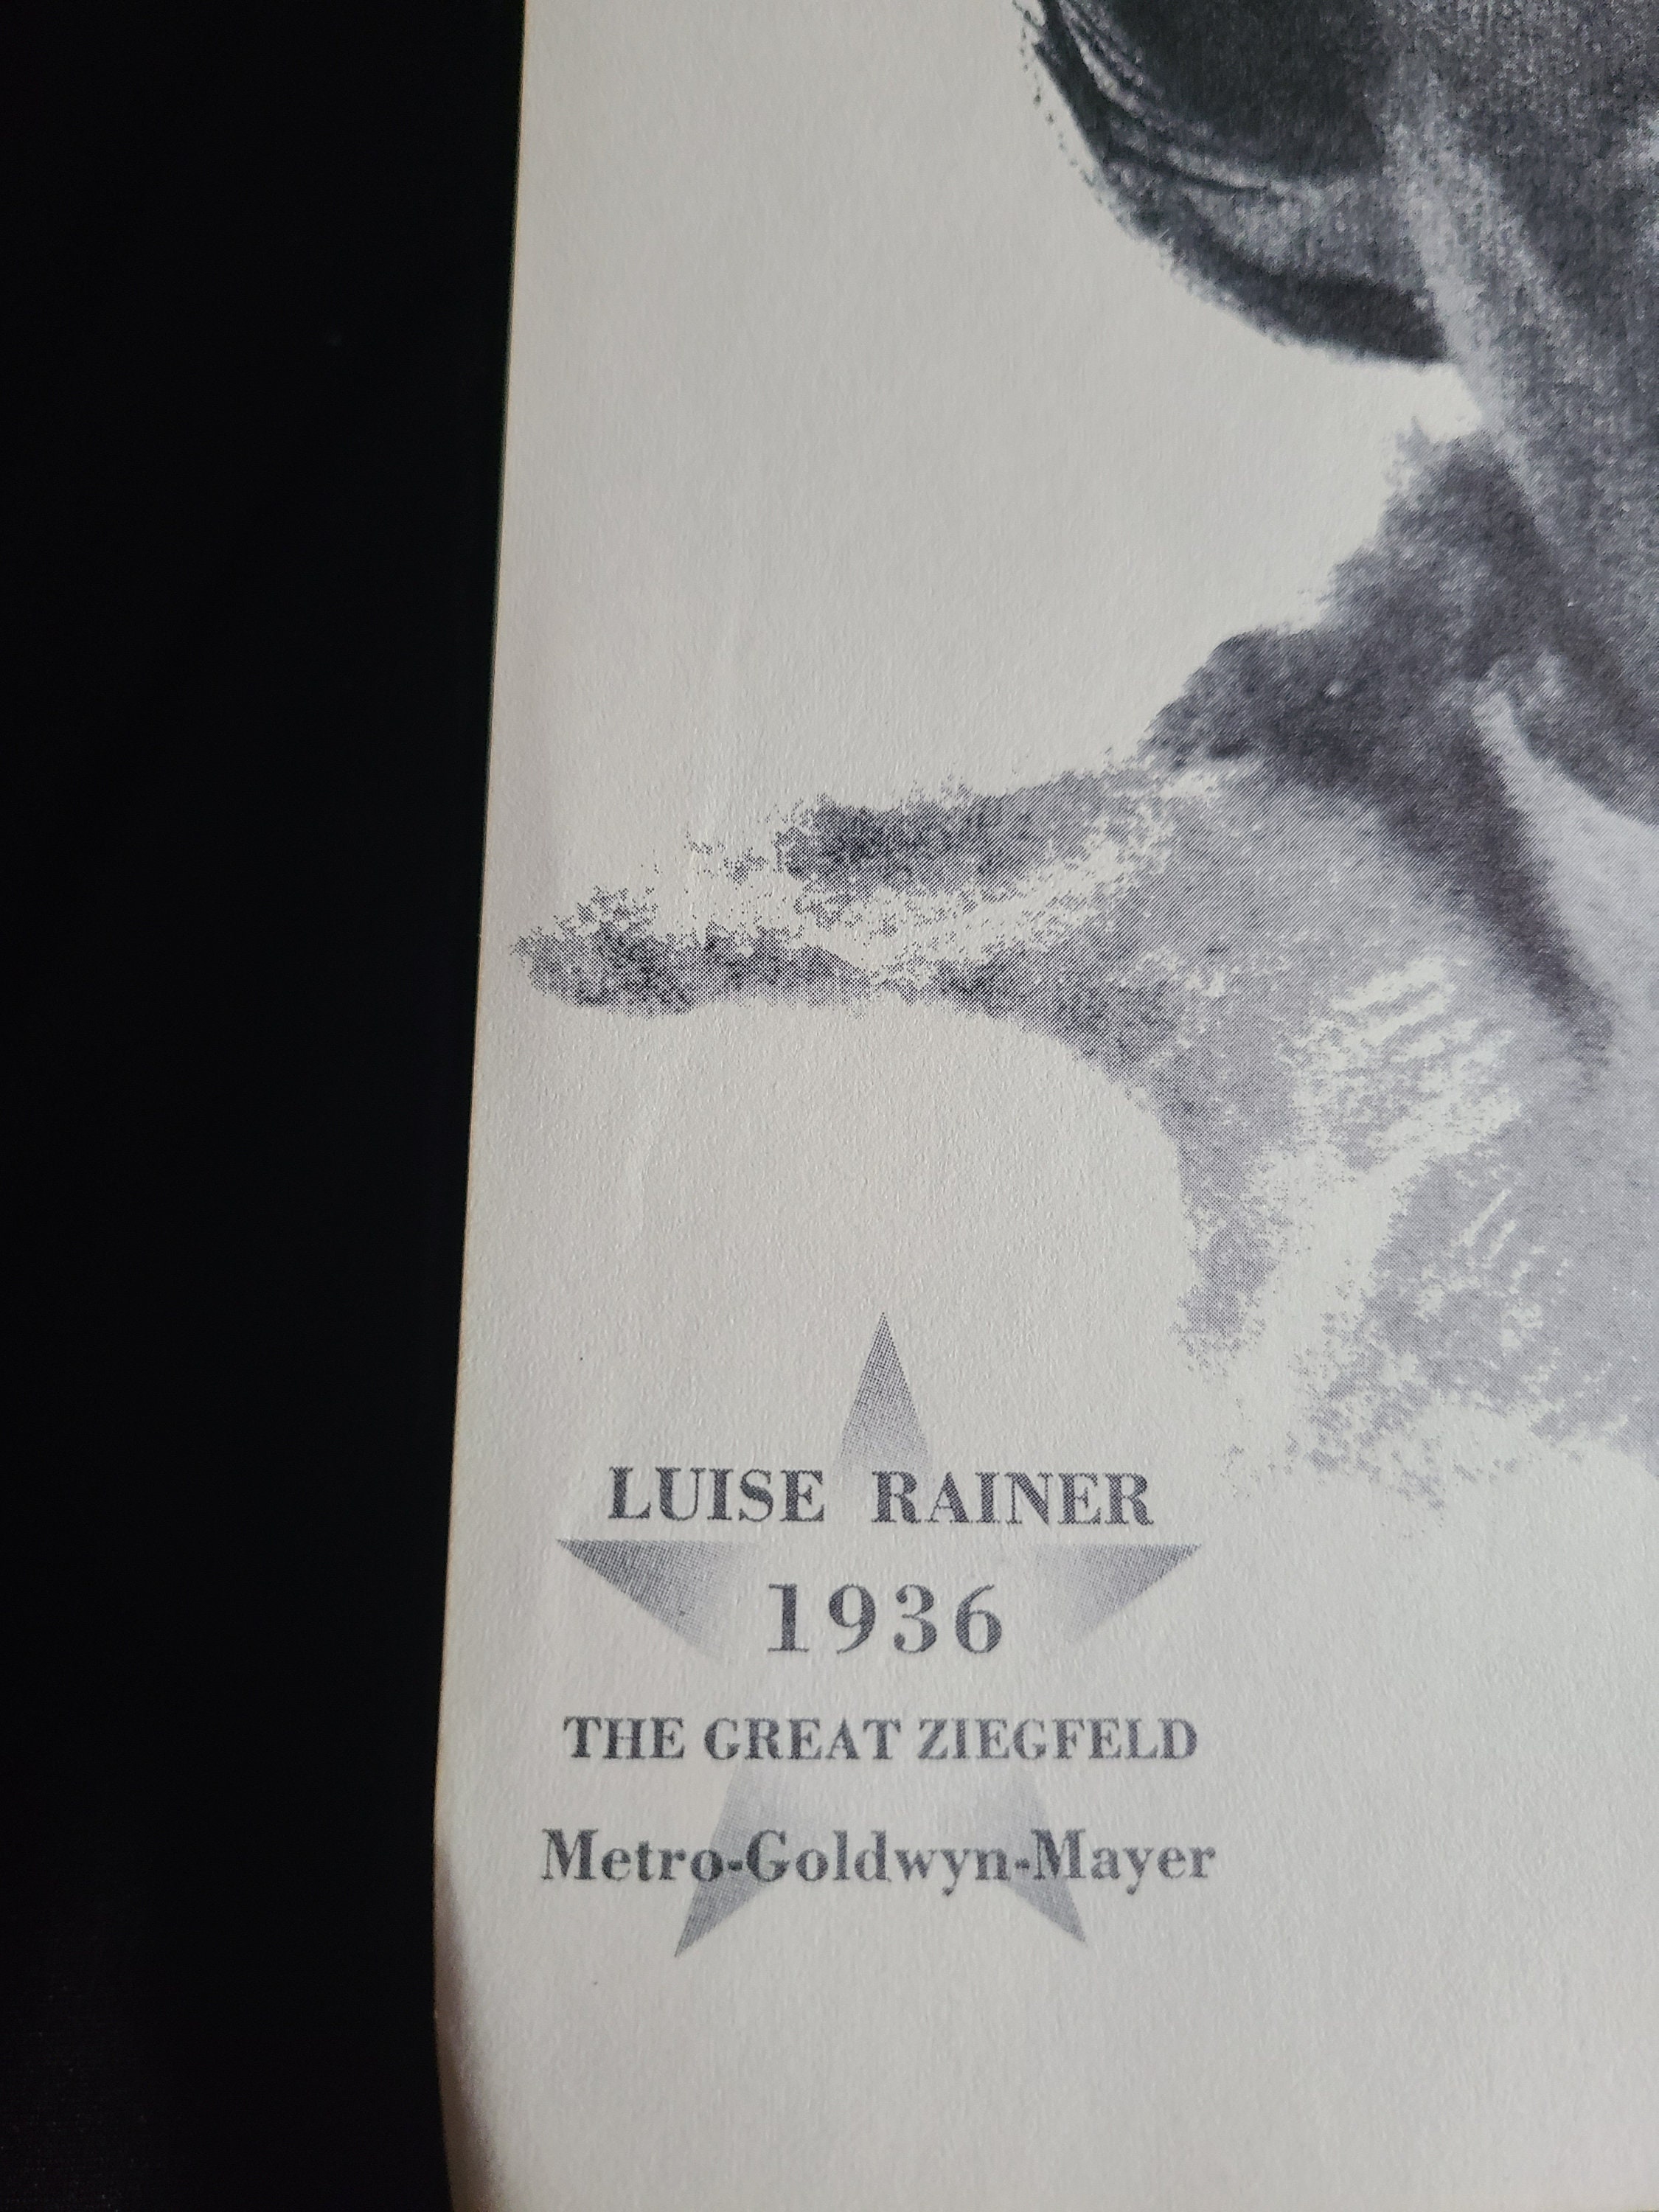 LUISE RAINER
1936
THE GREAT ZIEGFELD
Metro-Goldwyn-Mayer